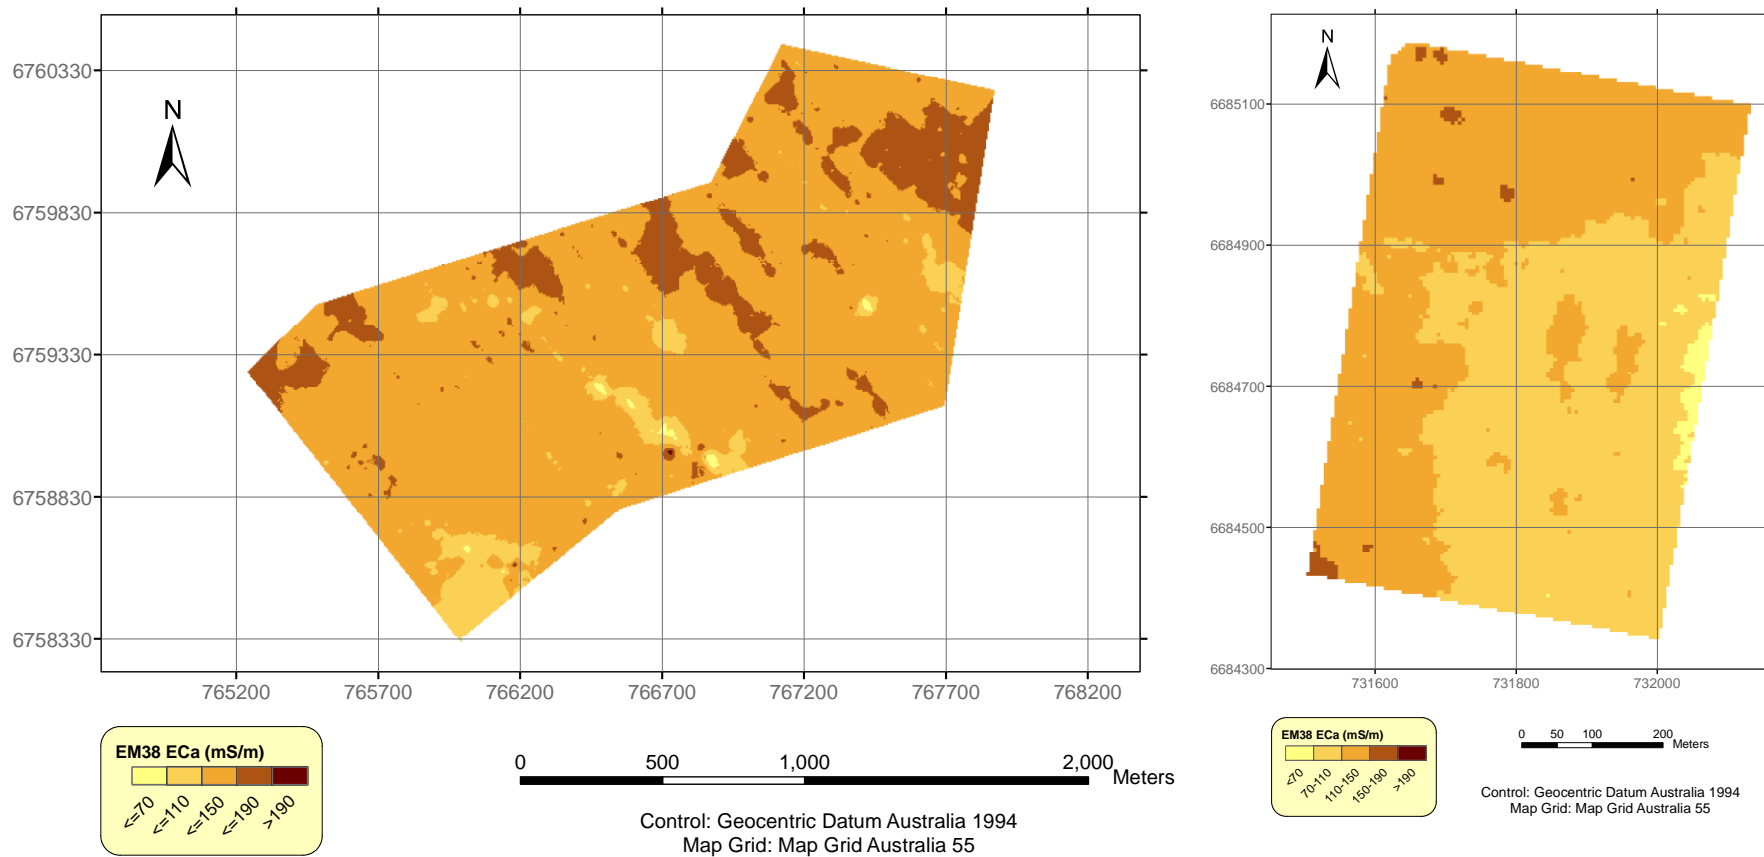 N
6760330
6759830
6759330
6758830
6758330
765200 765700 766200 766700 767200 767700 768200
EM38 ECa (mS/m)
<=70 <=110 <=150 <=190 >190
0 500 1,000 2,000 Meters
Control: Geocentric Datum Australia 1994
Map Grid: Map Grid Australia 55
N
6685100
6684900
6684700
6684500
6684300
731600 731800 732000
EM38 ECa (mS/m)
<70 70-110 110-150 150-190 >190
0 50 100 200 Meters
Control: Geocentric Datum Australia 1994
Map Grid: Map Grid Australia 55